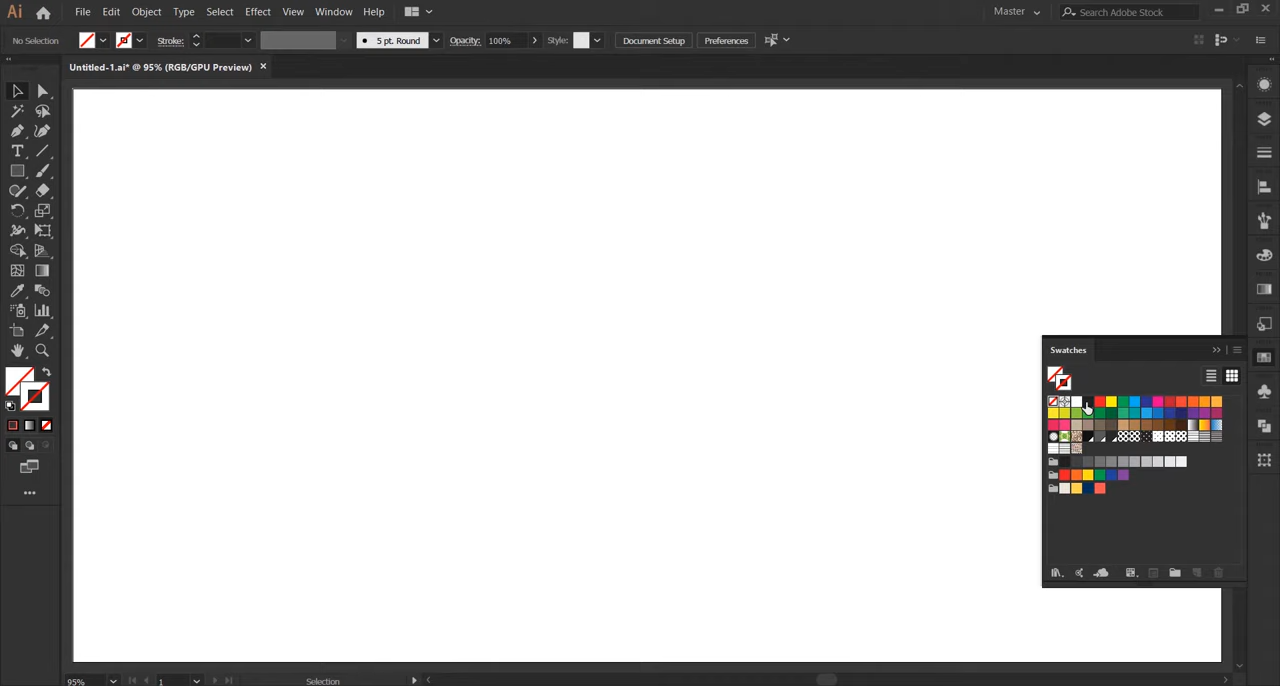 Ai File Edit Object Type Select Effect View Window Help Master Search Adobe Stock
No Selection Stroke: 5 pt. Round Opacity: 100% Style: Document Setup Preferences
Untitled-1.ai* @ 95% (RGB/GPU Preview)
Swatches
95% 1 Selection